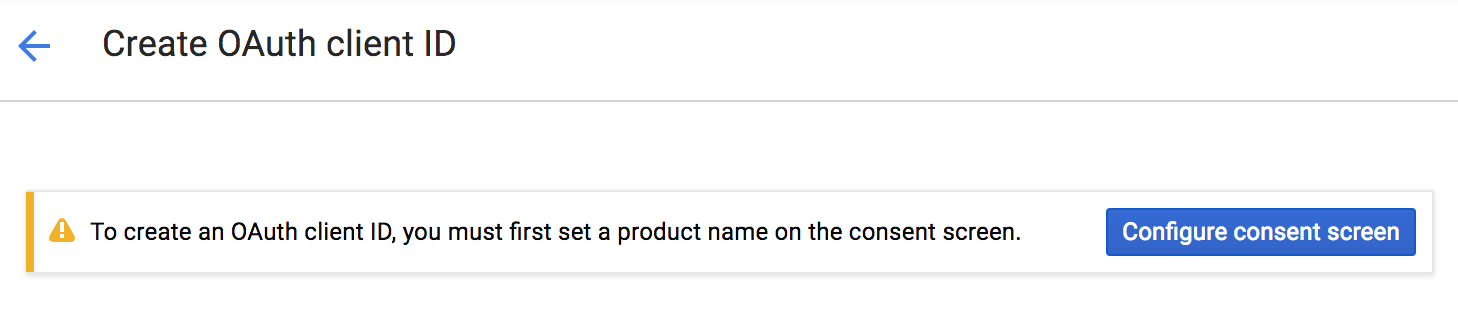 Create OAuth client ID
To create an OAuth client ID, you must first set a product name on the consent screen.
Configure consent screen